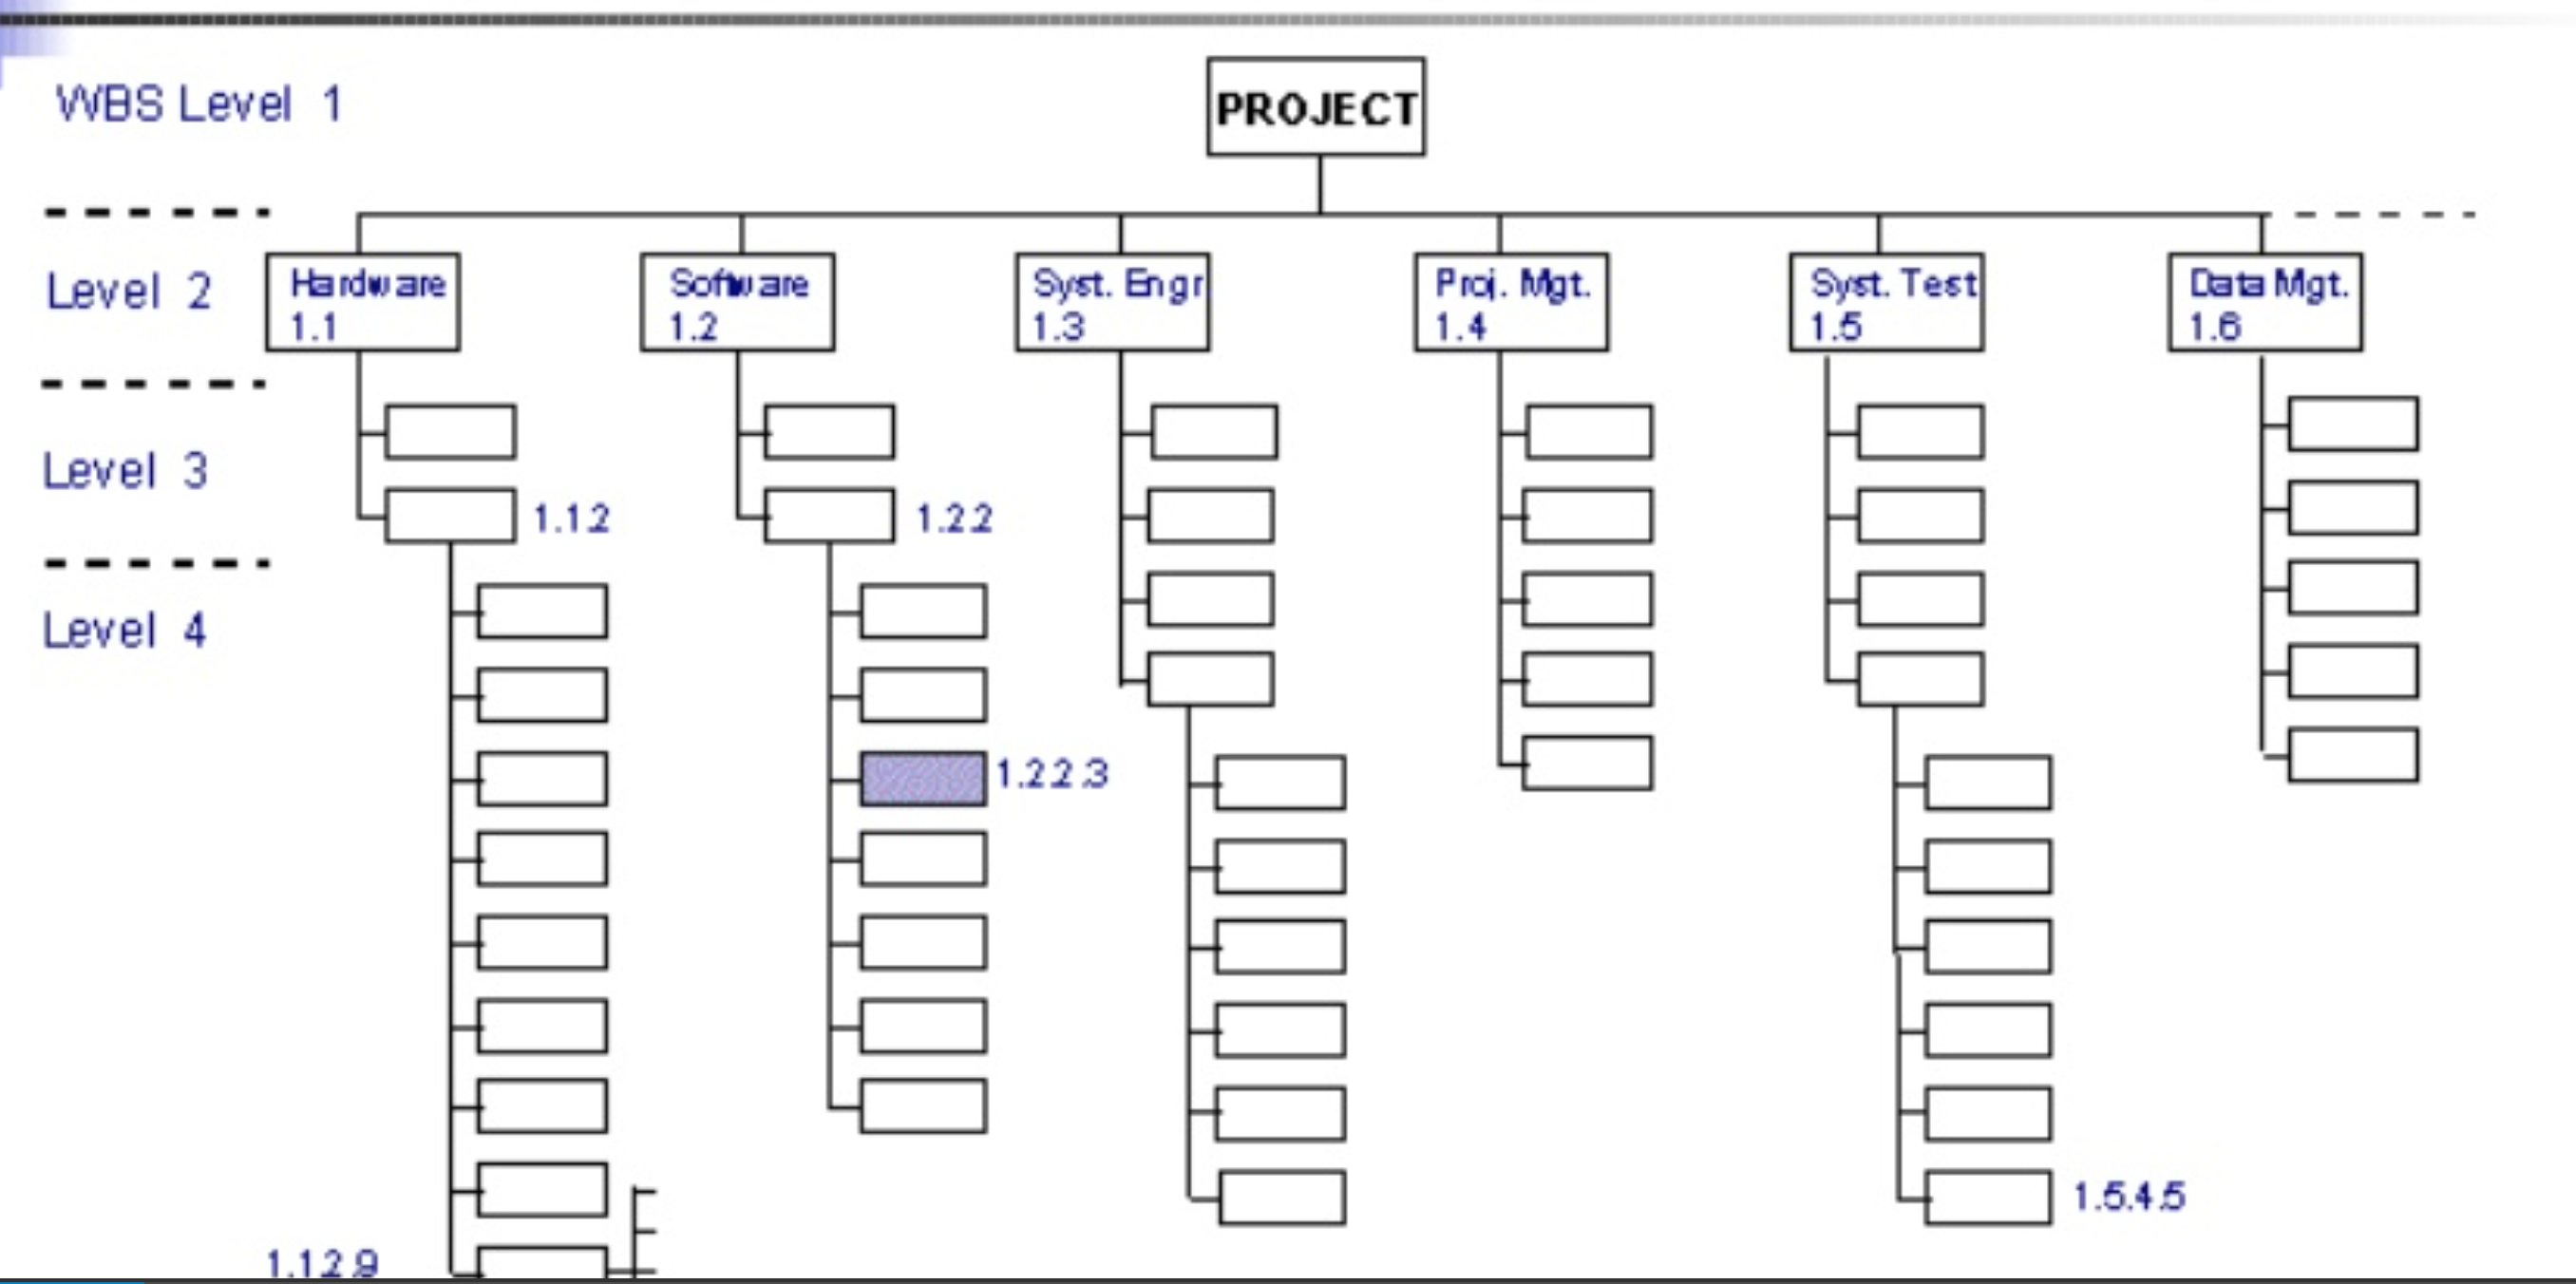 WBS Level 1
PROJECT
Level 2
Hardware
1.1
Software
1.2
Syst. Engr
1.3
Proj. Mgt.
1.4
Syst. Test
1.5
Data Mgt.
1.6
Level 3
1.1.2
1.2.2
Level 4
1.2.2.3
1.5.4.5
1.1.2.9